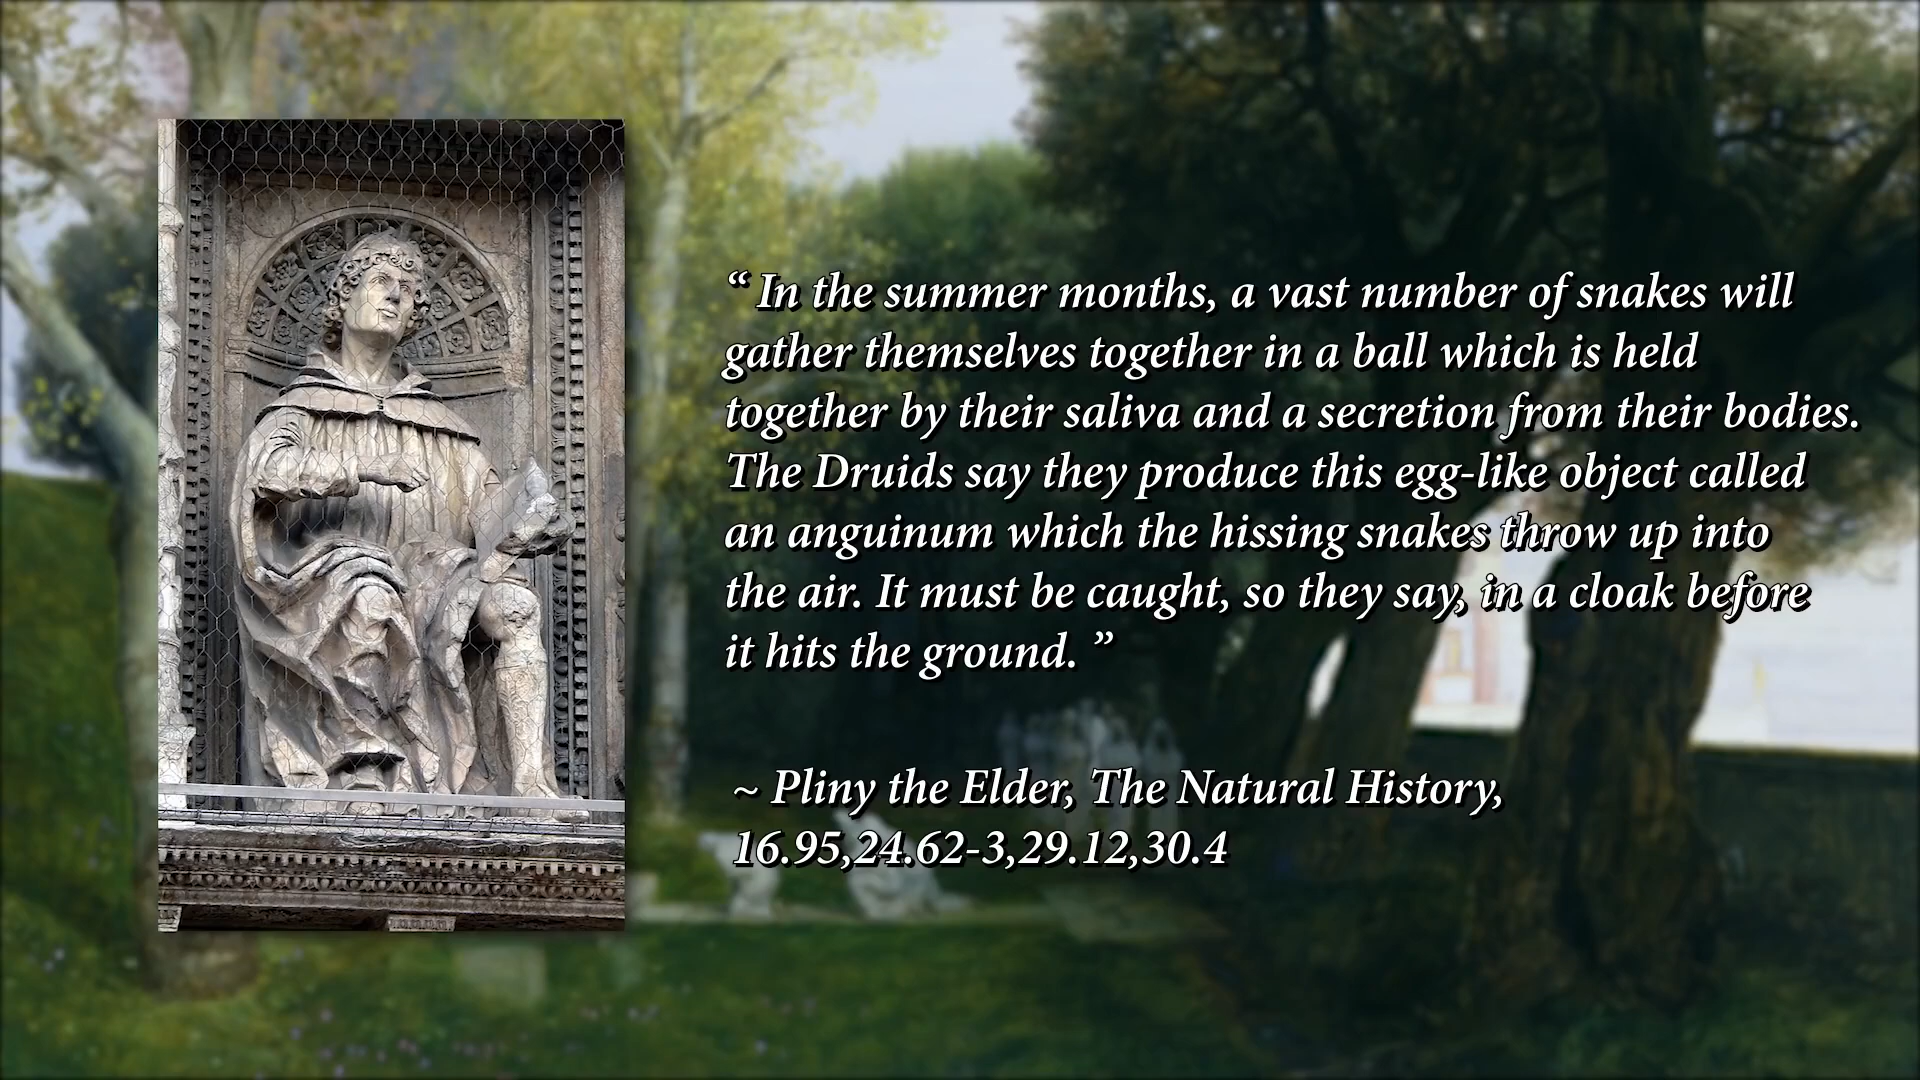 “ In the summer months, a vast number of snakes will
gather themselves together in a ball which is held
together by their saliva and a secretion from their bodies.
The Druids say they produce this egg-like object called
an anguinum which the hissing snakes throw up into
the air. It must be caught, so they say, in a cloak before
it hits the ground. ”
~ Pliny the Elder, The Natural History,
16.95,24.62-3,29.12,30.4